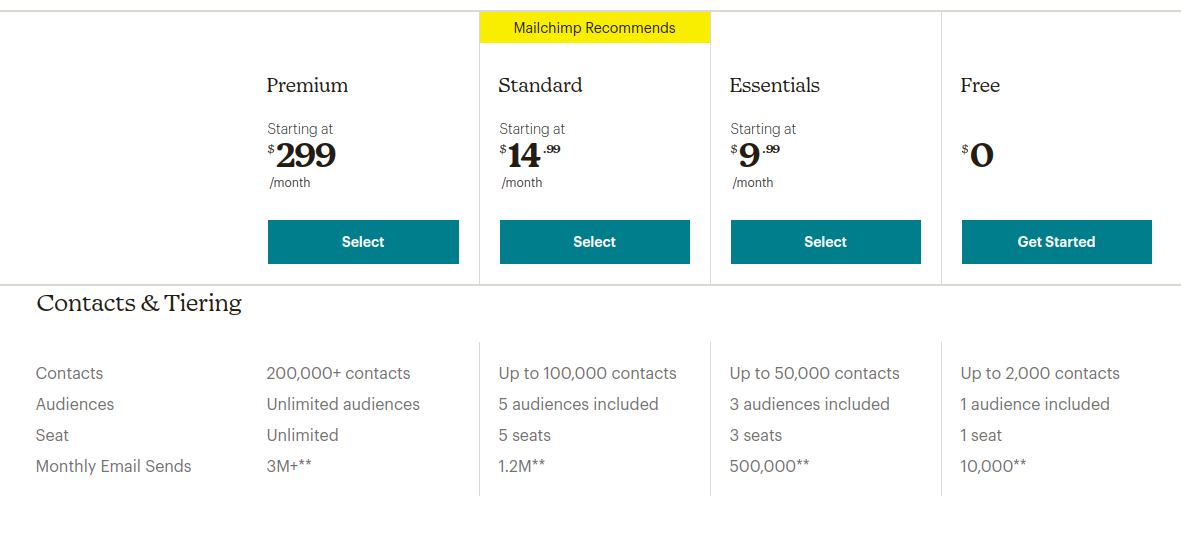 Mailchimp Recommends
Premium Standard Essentials Free
Starting at Starting at Starting at
$299 $14.99 $9.99 $0
/month /month /month
Select Select Select Get Started
Contacts & Tiering
Contacts 200,000+ contacts Up to 100,000 contacts Up to 50,000 contacts Up to 2,000 contacts
Audiences Unlimited audiences 5 audiences included 3 audiences included 1 audience included
Seat Unlimited 5 seats 3 seats 1 seat
Monthly Email Sends 3M+** 1.2M** 500,000** 10,000**